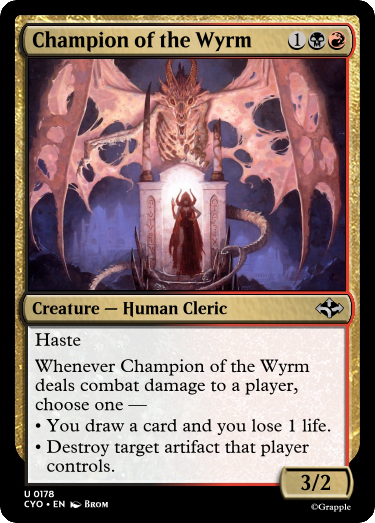 Champion of the Wyrm 1
Creature — Human Cleric
Haste
Whenever Champion of the Wyrm
deals combat damage to a player,
choose one —
• You draw a card and you lose 1 life.
• Destroy target artifact that player
controls.
3/2
U 0178
CYO • EN BROM
©Grapple